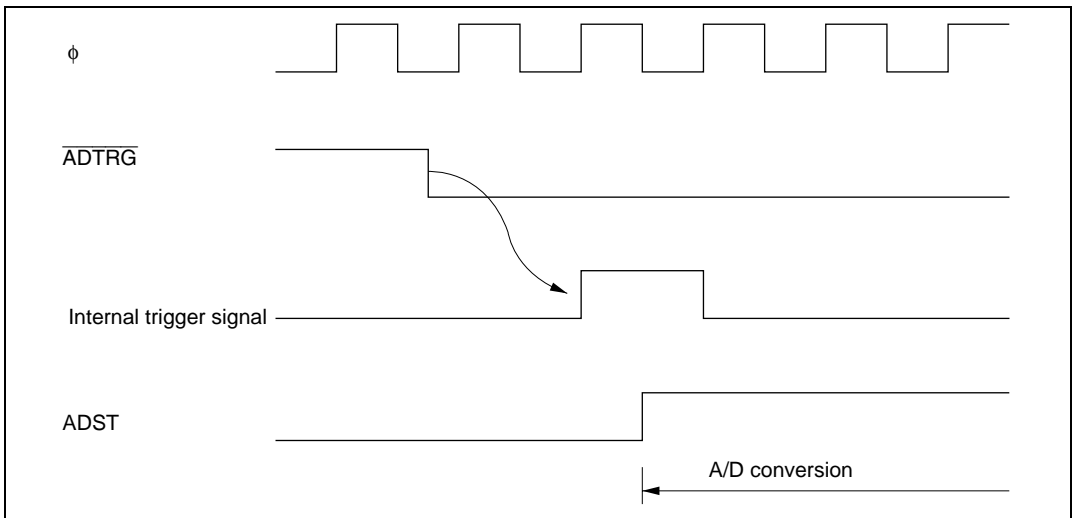 ϕ
ADTRG
Internal trigger signal
ADST
A/D conversion